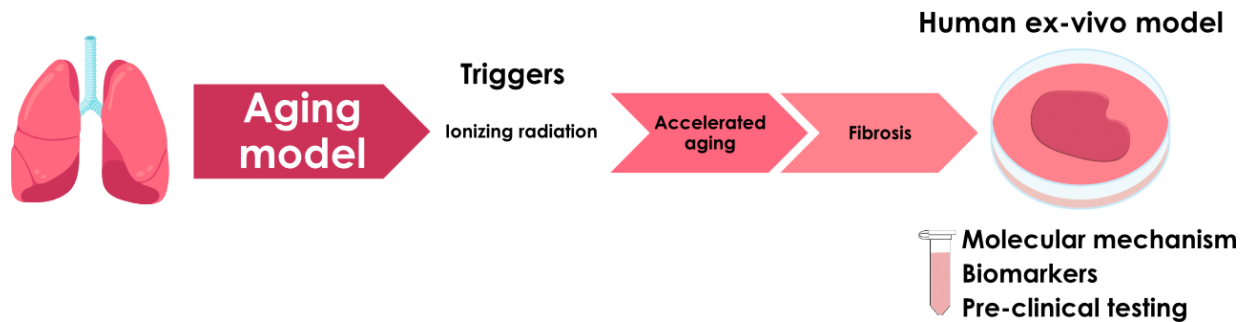 Human ex-vivo model
Aging
model
Triggers
Ionizing radiation
Accelerated
aging
Fibrosis
Molecular mechanism
Biomarkers
Pre-clinical testing